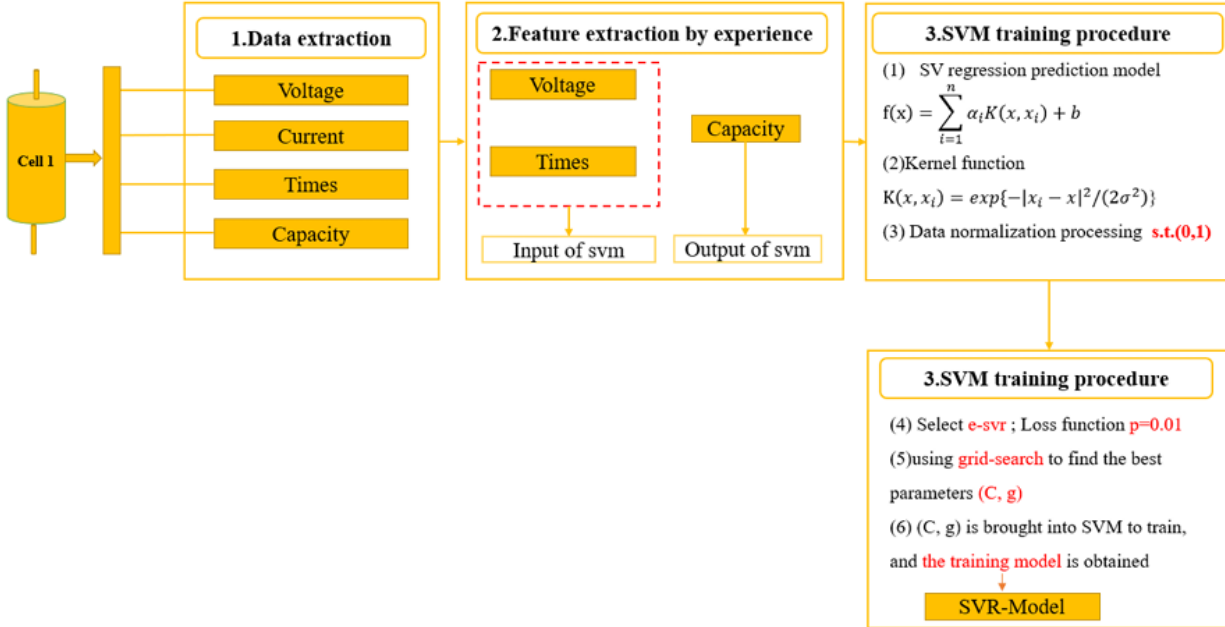 Cell 1
1.Data extraction
Voltage
Current
Times
Capacity
2.Feature extraction by experience
Voltage
Times
Capacity
Input of svm
Output of svm
3.SVM training procedure
(1) SV regression prediction model
f(x) = ∑_{i=1}^{n} α_i K(x, x_i) + b
(2)Kernel function
K(x, x_i) = exp{−|x_i − x|²/(2σ²)}
(3) Data normalization processing s.t.(0,1)
3.SVM training procedure
(4) Select e-svr ; Loss function p=0.01
(5)using grid-search to find the best
parameters (C, g)
(6) (C, g) is brought into SVM to train,
and the training model is obtained
SVR-Model